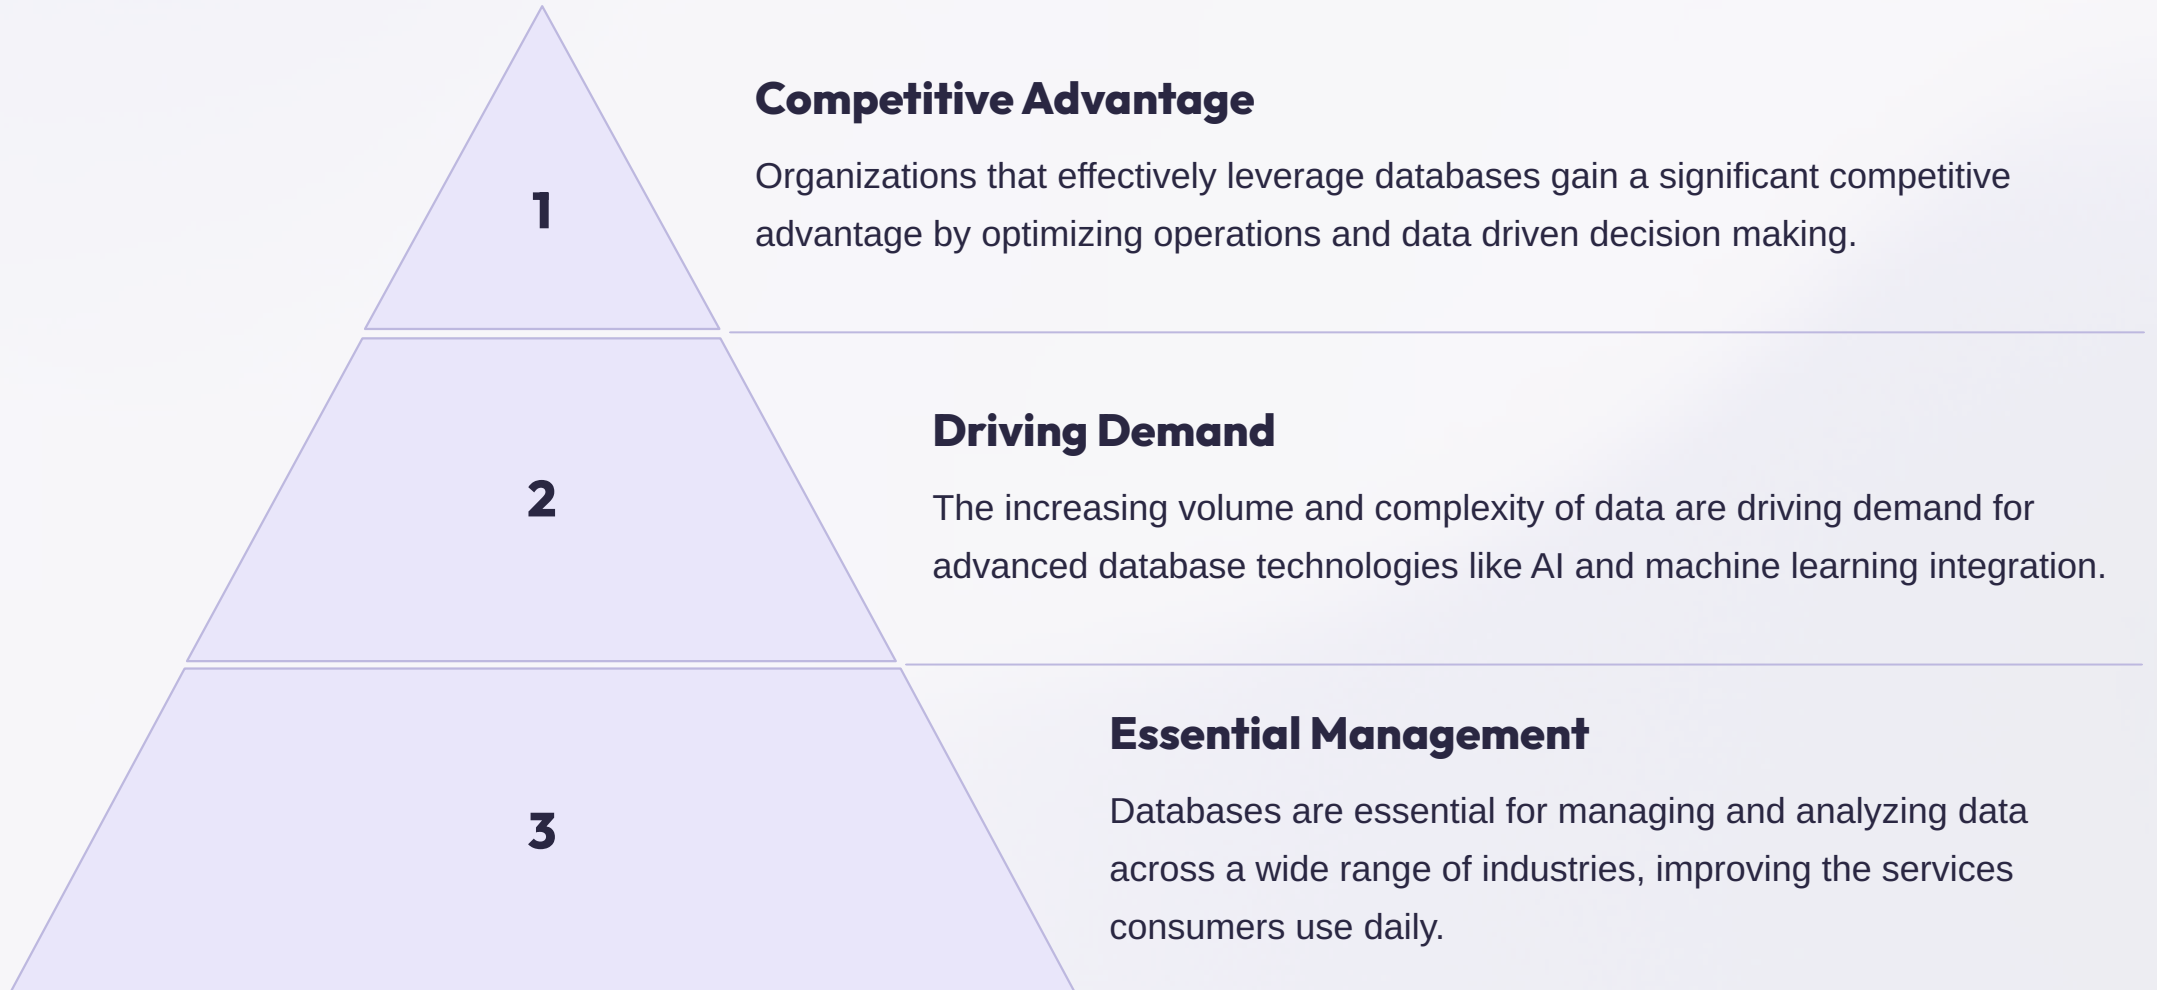 1
Competitive Advantage
Organizations that effectively leverage databases gain a significant competitive
advantage by optimizing operations and data driven decision making.
2
Driving Demand
The increasing volume and complexity of data are driving demand for
advanced database technologies like AI and machine learning integration.
3
Essential Management
Databases are essential for managing and analyzing data
across a wide range of industries, improving the services
consumers use daily.